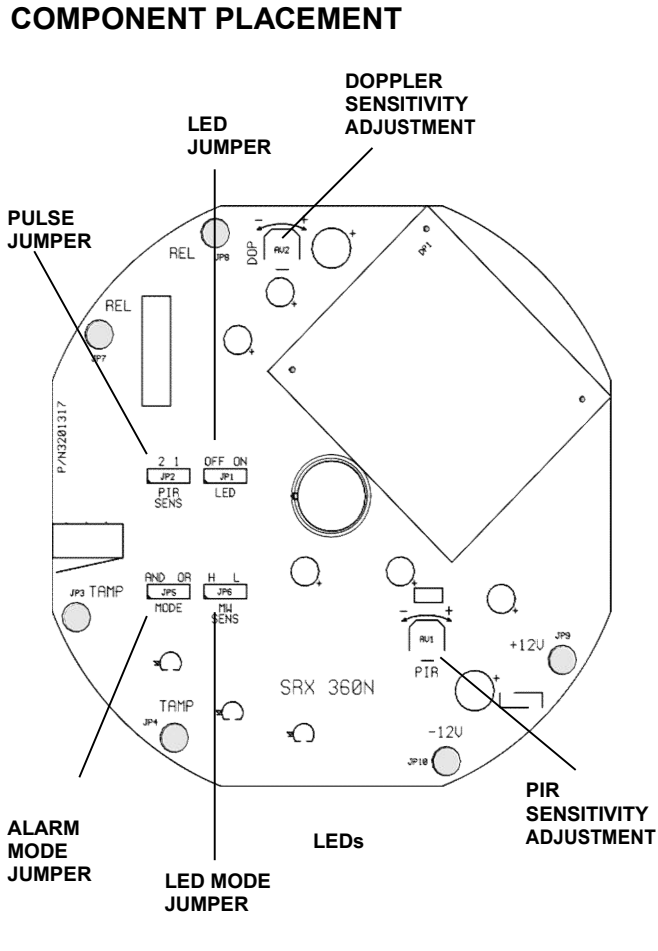 COMPONENT PLACEMENT
DOPPLER
SENSITIVITY
ADJUSTMENT
LED
JUMPER
PULSE
JUMPER
- +
REL
JP8
DOP
RV2
+
DP1
REL
+
+
JP7
P/N3201317
2 1
OFF ON
JP2
JP1
PIR
SENS
LED
AND OR
H L
JP3 TAMP
JP5
JP6
MODE
MW
SENS
- +
RV1
PIR
+12V
JP9
+
SRX 360N
TAMP
JP4
-12V
JP10
PIR
SENSITIVITY
ADJUSTMENT
ALARM
MODE
JUMPER
LEDs
LED MODE
JUMPER